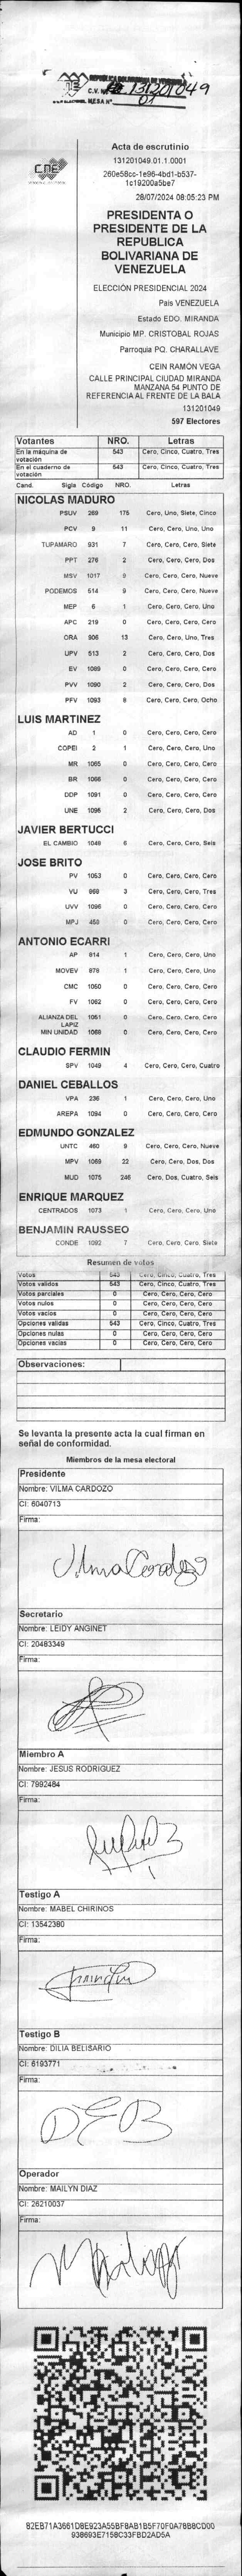 REPÚBLICA BOLIVARIANA DE VENEZUELA
C.V. Nº 131201049
MESA Nº 01
CNE
Acta de escrutinio
131201049.01.1.0001
260e58cc-1e96-4bd1-b537-
1c19200a5be7
28/07/2024 08:05:23 PM
PRESIDENTA O
PRESIDENTE DE LA
REPUBLICA
BOLIVARIANA DE
VENEZUELA
ELECCIÓN PRESIDENCIAL 2024
País VENEZUELA
Estado EDO. MIRANDA
Municipio MP. CRISTOBAL ROJAS
Parroquia PQ. CHARALLAVE
CEIN RAMÓN VEGA
CALLE PRINCIPAL CIUDAD MIRANDA
MANZANA 54 PUNTO DE
REFERENCIA AL FRENTE DE LA BALA
131201049
597 Electores
Votantes NRO. Letras
En la máquina de votación 543 Cero, Cinco, Cuatro, Tres
En el cuaderno de votación 543 Cero, Cinco, Cuatro, Tres
Cand. Sigla Código NRO. Letras
NICOLAS MADURO
PSUV 269 175 Cero, Uno, Siete, Cinco
PCV 9 11 Cero, Cero, Uno, Uno
TUPAMARO 931 7 Cero, Cero, Cero, Siete
PPT 276 2 Cero, Cero, Cero, Dos
MSV 1017 9 Cero, Cero, Cero, Nueve
PODEMOS 514 9 Cero, Cero, Cero, Nueve
MEP 6 1 Cero, Cero, Cero, Uno
APC 219 0 Cero, Cero, Cero, Cero
ORA 906 13 Cero, Cero, Uno, Tres
UPV 513 2 Cero, Cero, Cero, Dos
EV 1089 0 Cero, Cero, Cero, Cero
PVV 1090 2 Cero, Cero, Cero, Dos
PFV 1093 8 Cero, Cero, Cero, Ocho
LUIS MARTINEZ
AD 1 0 Cero, Cero, Cero, Cero
COPEI 2 1 Cero, Cero, Cero, Uno
MR 1065 0 Cero, Cero, Cero, Cero
BR 1066 0 Cero, Cero, Cero, Cero
DDP 1091 0 Cero, Cero, Cero, Cero
UNE 1095 2 Cero, Cero, Cero, Dos
JAVIER BERTUCCI
EL CAMBIO 1048 6 Cero, Cero, Cero, Seis
JOSE BRITO
PV 1053 0 Cero, Cero, Cero, Cero
VU 868 3 Cero, Cero, Cero, Tres
UVV 1096 0 Cero, Cero, Cero, Cero
MPJ 458 0 Cero, Cero, Cero, Cero
ANTONIO ECARRI
AP 814 1 Cero, Cero, Cero, Uno
MOVEV 878 1 Cero, Cero, Cero, Uno
CMC 1050 0 Cero, Cero, Cero, Cero
FV 1062 0 Cero, Cero, Cero, Cero
ALIANZA DEL LAPIZ 1051 0 Cero, Cero, Cero, Cero
MIN UNIDAD 1068 0 Cero, Cero, Cero, Cero
CLAUDIO FERMIN
SPV 1049 4 Cero, Cero, Cero, Cuatro
DANIEL CEBALLOS
VPA 236 1 Cero, Cero, Cero, Uno
AREPA 1094 0 Cero, Cero, Cero, Cero
EDMUNDO GONZALEZ
UNTC 460 9 Cero, Cero, Cero, Nueve
MPV 1069 22 Cero, Cero, Dos, Dos
MUD 1075 246 Cero, Dos, Cuatro, Seis
ENRIQUE MARQUEZ
CENTRADOS 1073 1 Cero, Cero, Cero, Uno
BENJAMIN RAUSSEO
CONDE 1092 7 Cero, Cero, Cero, Siete
Resumen de votos
Votos 543 Cero, Cinco, Cuatro, Tres
Votos validos 543 Cero, Cinco, Cuatro, Tres
Votos parciales 0 Cero, Cero, Cero, Cero
Votos nulos 0 Cero, Cero, Cero, Cero
Votos vacios 0 Cero, Cero, Cero, Cero
Opciones validas 543 Cero, Cinco, Cuatro, Tres
Opciones nulas 0 Cero, Cero, Cero, Cero
Opciones vacias 0 Cero, Cero, Cero, Cero
Observaciones:
Se levanta la presente acta la cual firman en
señal de conformidad.
Miembros de la mesa electoral
Presidente
Nombre: VILMA CARDOZO
CI: 6040713
Firma:
Vilma Cardozo
Secretario
Nombre: LEIDY ANGINET
CI: 20483349
Firma:
Miembro A
Nombre: JESUS RODRIGUEZ
CI: 7992484
Firma:
Testigo A
Nombre: MABEL CHIRINOS
CI: 13542380
Firma:
Testigo B
Nombre: DILIA BELISARIO
CI: 6193771
Firma:
Operador
Nombre: MAILYN DIAZ
CI: 26210037
Firma:
82EB71A3661D8E923A55BF8AB1B5F70F0A78B8CD00
938693E7158C33FBD2AD5A